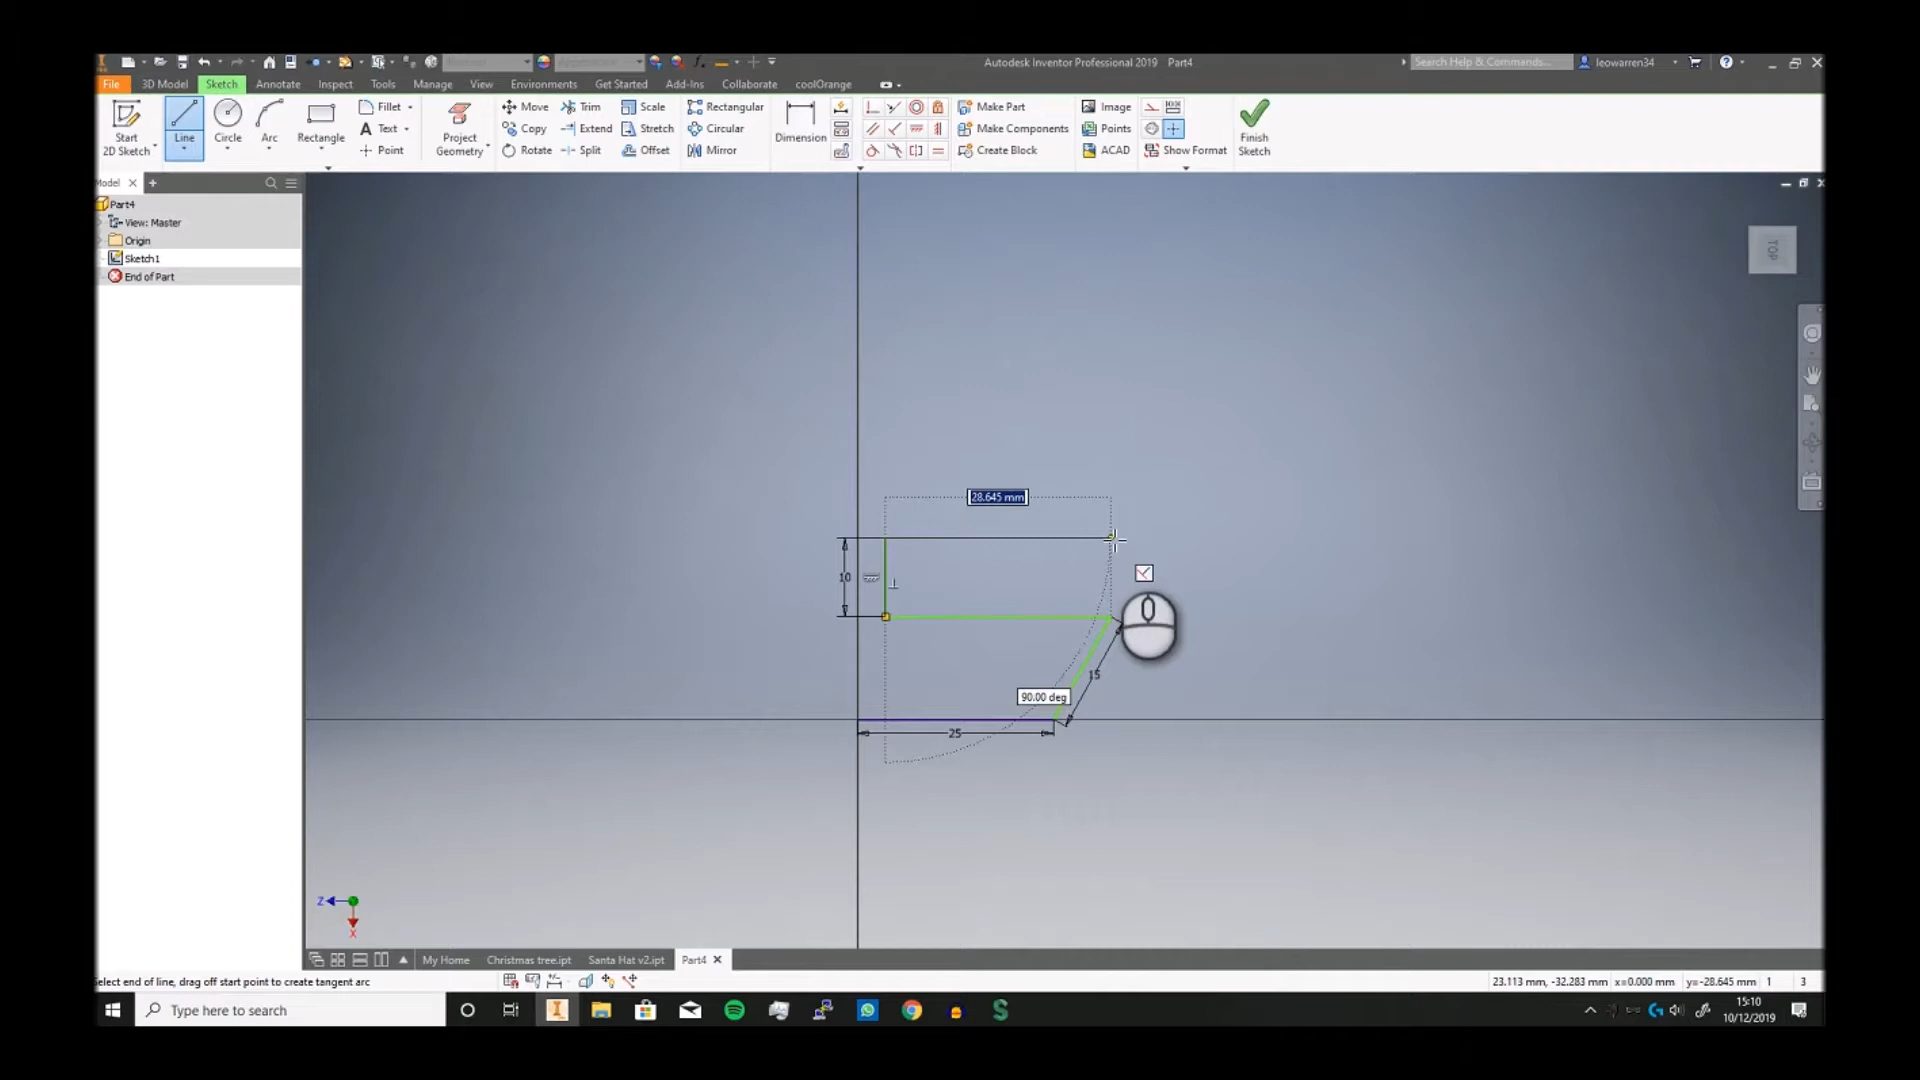 Autodesk Inventor Professional 2019 Part4
Search Help & Commands...
leowarren34
File 3D Model Sketch Annotate Inspect Tools Manage View Environments Get Started Add-Ins Collaborate coolOrange
Start
2D Sketch
Line
Circle
Arc
Rectangle
Fillet
Text
Point
Project
Geometry
Move
Copy
Rotate
Trim
Extend
Split
Scale
Stretch
Offset
Rectangular
Circular
Mirror
Dimension
Make Part
Make Components
Create Block
Image
Points
ACAD
Show Format
Finish
Sketch
Model
Part4
View: Master
Origin
Sketch1
End of Part
TOP
28.645 mm
10
15
90.00 deg
25
Z
X
My Home Christmas tree.ipt Santa Hat v2.ipt Part4
elect end of line, drag off start point to create tangent arc
23.113 mm, -32.283 mm x=0.000 mm y=-28.645 mm 1 3
Type here to search
15:10
10/12/2019